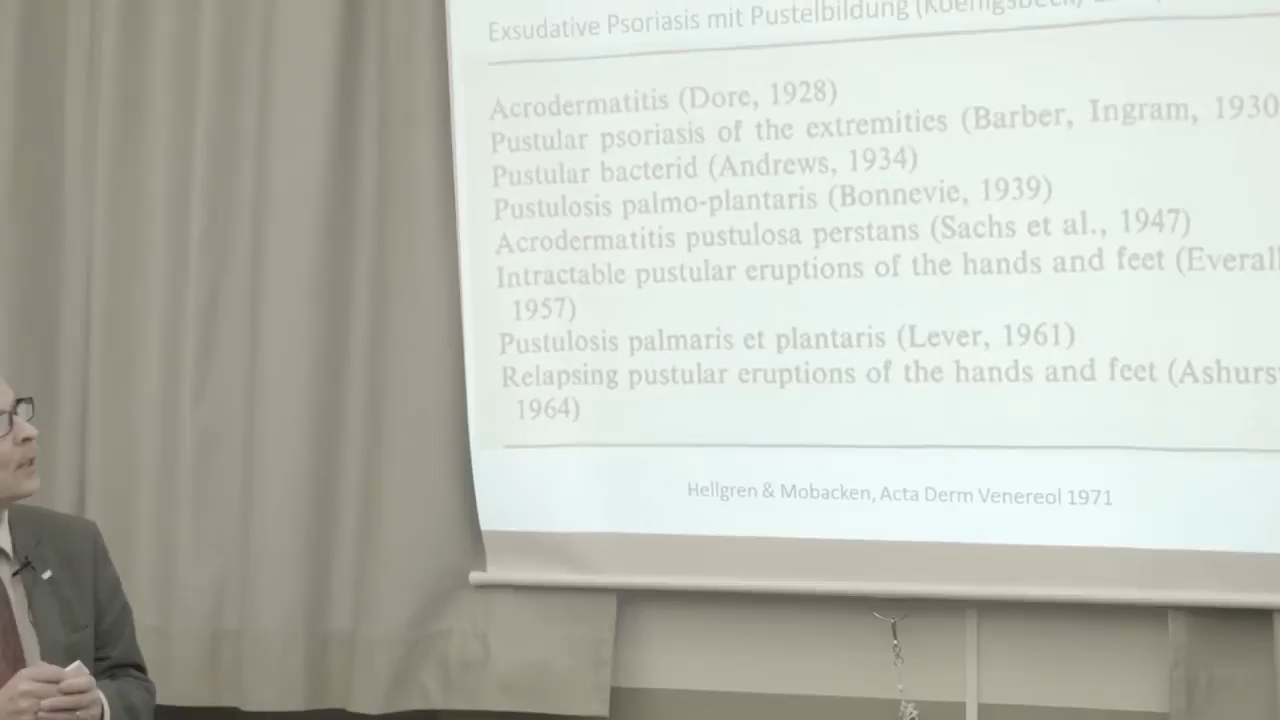 Exsudative Psoriasis mit Pustelbildung (Koenigsbeck)
Acrodermatitis (Dore, 1928)
Pustular psoriasis of the extremities (Barber, Ingram, 1930
Pustular bacterid (Andrews, 1934)
Pustulosis palmo-plantaris (Bonnevie, 1939)
Acrodermatitis pustulosa perstans (Sachs et al., 1947)
Intractable pustular eruptions of the hands and feet (Everall
1957)
Pustulosis palmaris et plantaris (Lever, 1961)
Relapsing pustular eruptions of the hands and feet (Ashurs
1964)
Hellgren & Mobacken, Acta Derm Venereol 1971